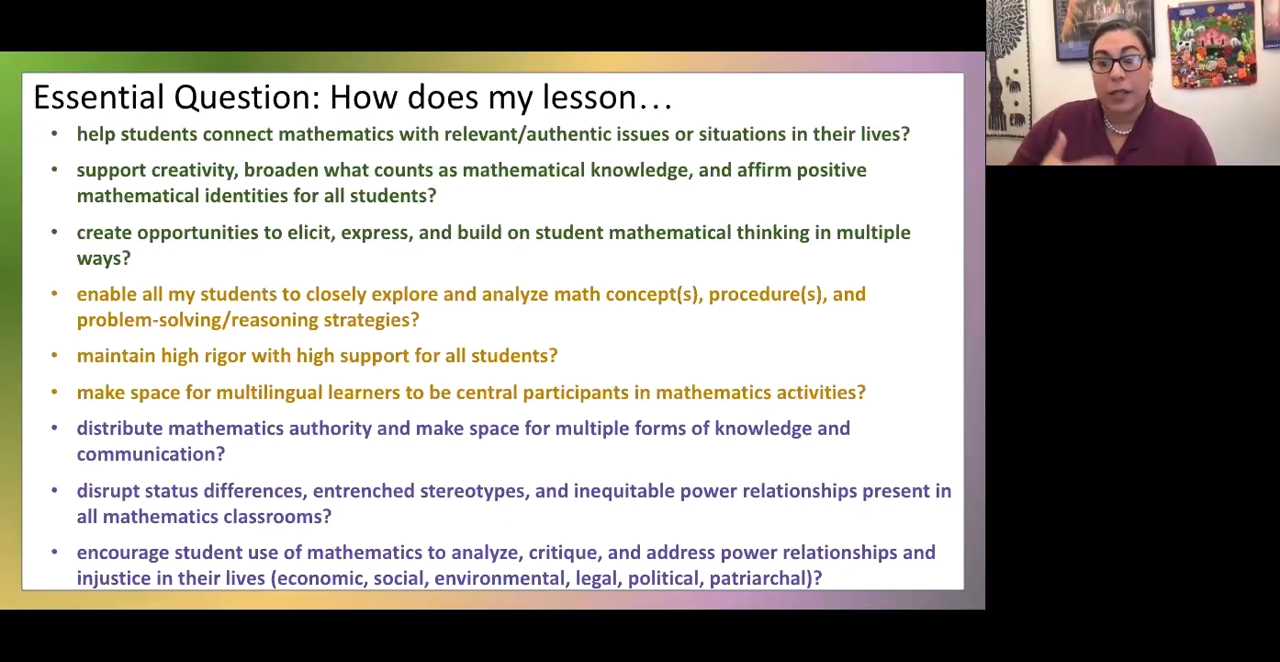 Essential Question: How does my lesson…
• help students connect mathematics with relevant/authentic issues or situations in their lives?
• support creativity, broaden what counts as mathematical knowledge, and affirm positive
mathematical identities for all students?
• create opportunities to elicit, express, and build on student mathematical thinking in multiple
ways?
• enable all my students to closely explore and analyze math concept(s), procedure(s), and
problem-solving/reasoning strategies?
• maintain high rigor with high support for all students?
• make space for multilingual learners to be central participants in mathematics activities?
• distribute mathematics authority and make space for multiple forms of knowledge and
communication?
• disrupt status differences, entrenched stereotypes, and inequitable power relationships present in
all mathematics classrooms?
• encourage student use of mathematics to analyze, critique, and address power relationships and
injustice in their lives (economic, social, environmental, legal, political, patriarchal)?